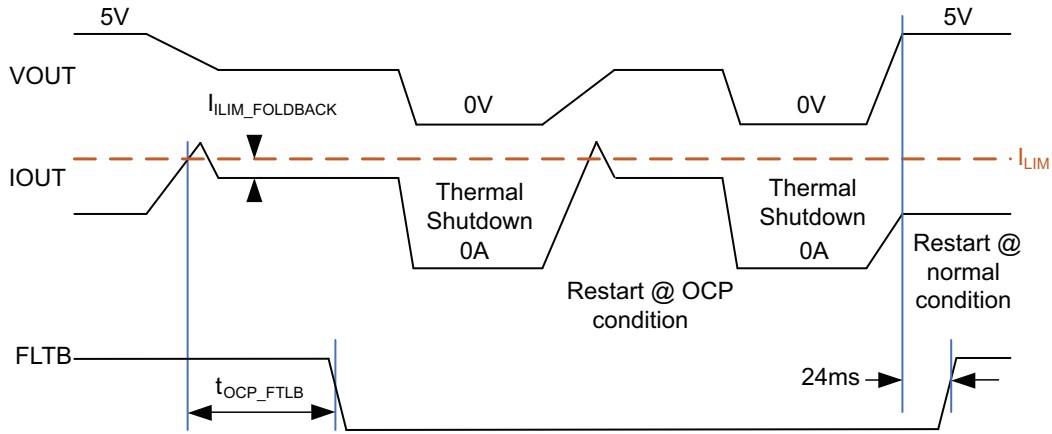 5V
5V
VOUT
I_ILIM_FOLDBACK
0V
0V
I_LIM
IOUT
Thermal
Shutdown
0A
Thermal
Shutdown
0A
Restart @
normal
condition
Restart @ OCP
condition
FLTB
t_OCP_FTLB
24ms